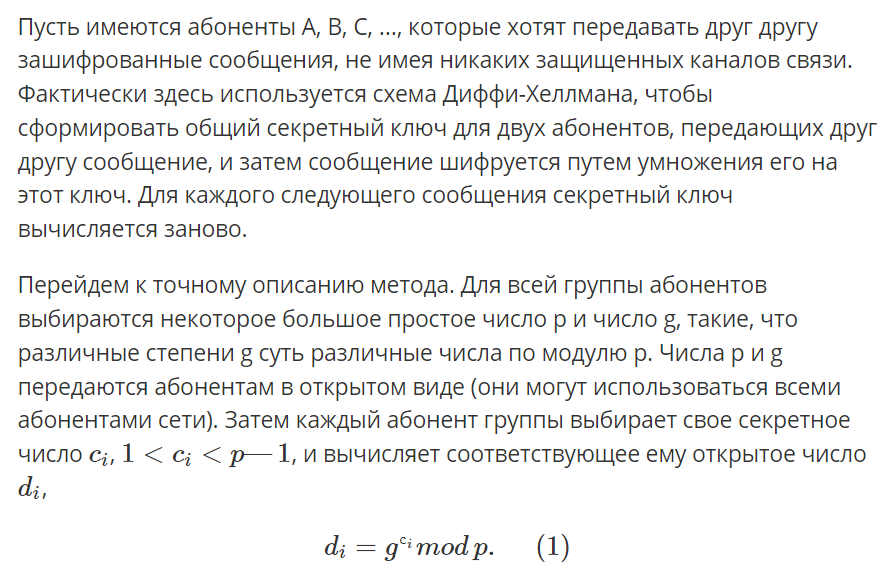 Пусть имеются абоненты А, В, С, ..., которые хотят передавать друг другу
зашифрованные сообщения, не имея никаких защищенных каналов связи.
Фактически здесь используется схема Диффи-Хеллмана, чтобы
сформировать общий секретный ключ для двух абонентов, передающих друг
другу сообщение, и затем сообщение шифруется путем умножения его на
этот ключ. Для каждого следующего сообщения секретный ключ
вычисляется заново.
Перейдем к точному описанию метода. Для всей группы абонентов
выбираются некоторое большое простое число p и число g, такие, что
различные степени g суть различные числа по модулю p. Числа p и g
передаются абонентам в открытом виде (они могут использоваться всеми
абонентами сети). Затем каждый абонент группы выбирает свое секретное
число cᵢ, 1 < cᵢ < p— 1, и вычисляет соответствующее ему открытое число
dᵢ,
dᵢ = g^{cᵢ} mod p. (1)